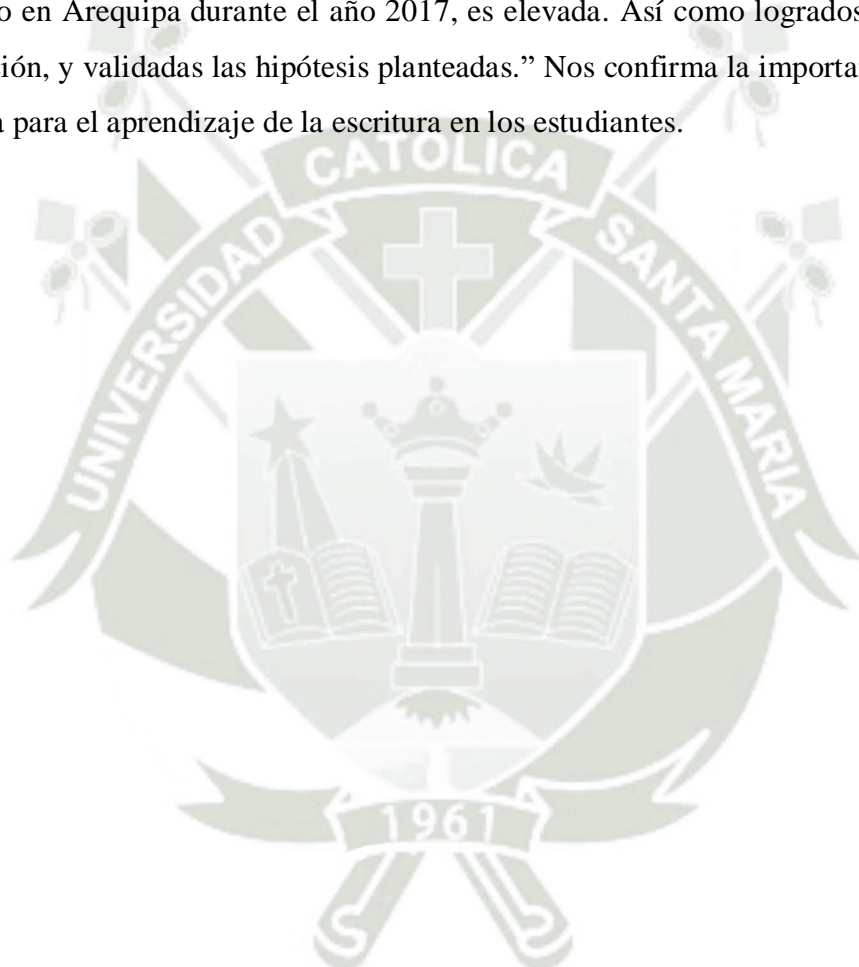 o en Arequipa durante el año 2017, es elevada. Así como logrados
ción, y validadas las hipótesis planteadas.” Nos confirma la importa
para el aprendizaje de la escritura en los estudiantes.
UNIVERSIDAD CATOLICA SANTA MARIA
1961